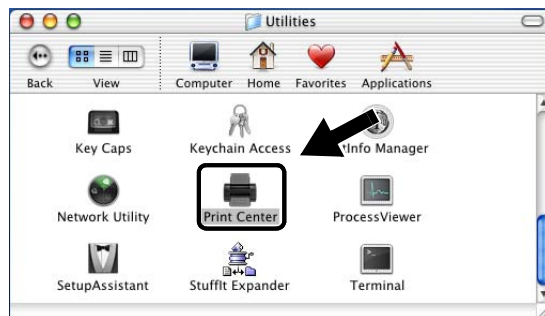 Utilities
Back View Computer Home Favorites Applications
Key Caps Keychain Access tInfo Manager
Network Utility Print Center ProcessViewer
SetupAssistant StuffIt Expander Terminal